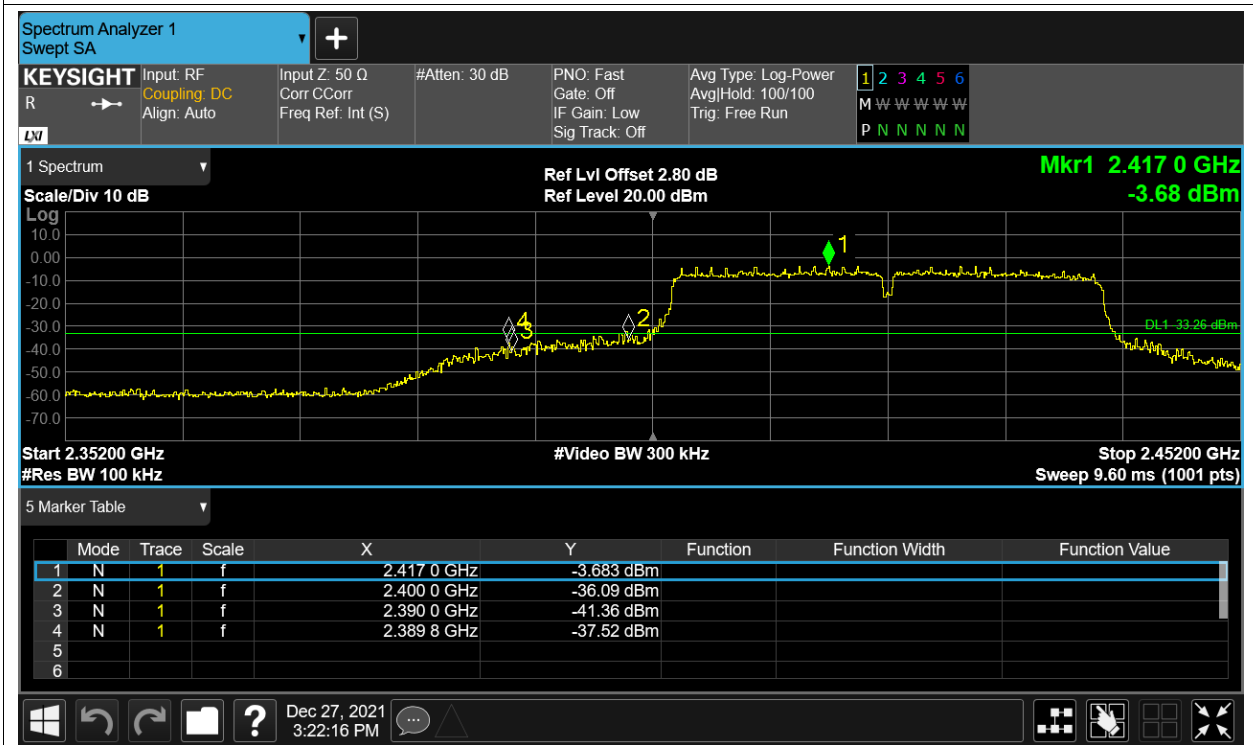 Spectrum Analyzer 1
Swept SA
+
KEYSIGHT Input: RF Input Z: 50 Ω #Atten: 30 dB PNO: Fast Avg Type: Log-Power 1 2 3 4 5 6
R Coupling: DC Corr CCorr Gate: Off Avg|Hold: 100/100 M W W W W W
Align: Auto Freq Ref: Int (S) IF Gain: Low Trig: Free Run
LXI Sig Track: Off P N N N N N
1 Spectrum Ref Lvl Offset 2.80 dB Mkr1 2.417 0 GHz
Scale/Div 10 dB Ref Level 20.00 dBm -3.68 dBm
Log
10.0
1
0.00
-10.0
-20.0
4 2
-30.0
3
DL1 -33.26 dBm
-40.0
-50.0
-60.0
-70.0
Start 2.35200 GHz #Video BW 300 kHz Stop 2.45200 GHz
#Res BW 100 kHz Sweep 9.60 ms (1001 pts)
5 Marker Table
Mode Trace Scale X Y Function Function Width Function Value
1 N 1 f 2.417 0 GHz -3.683 dBm
2 N 1 f 2.400 0 GHz -36.09 dBm
3 N 1 f 2.390 0 GHz -41.36 dBm
4 N 1 f 2.389 8 GHz -37.52 dBm
5
6
? Dec 27, 2021
3:22:16 PM